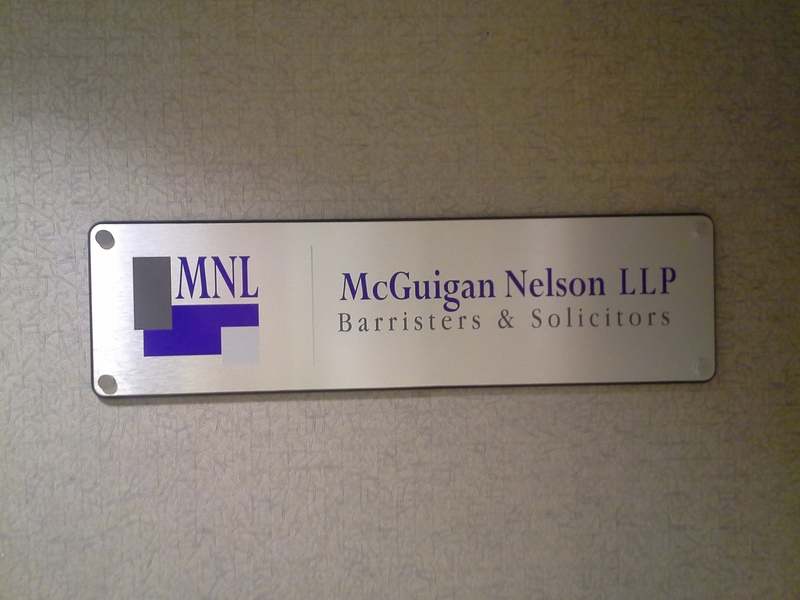 MNL
McGuigan Nelson LLP
Barristers & Solicitors